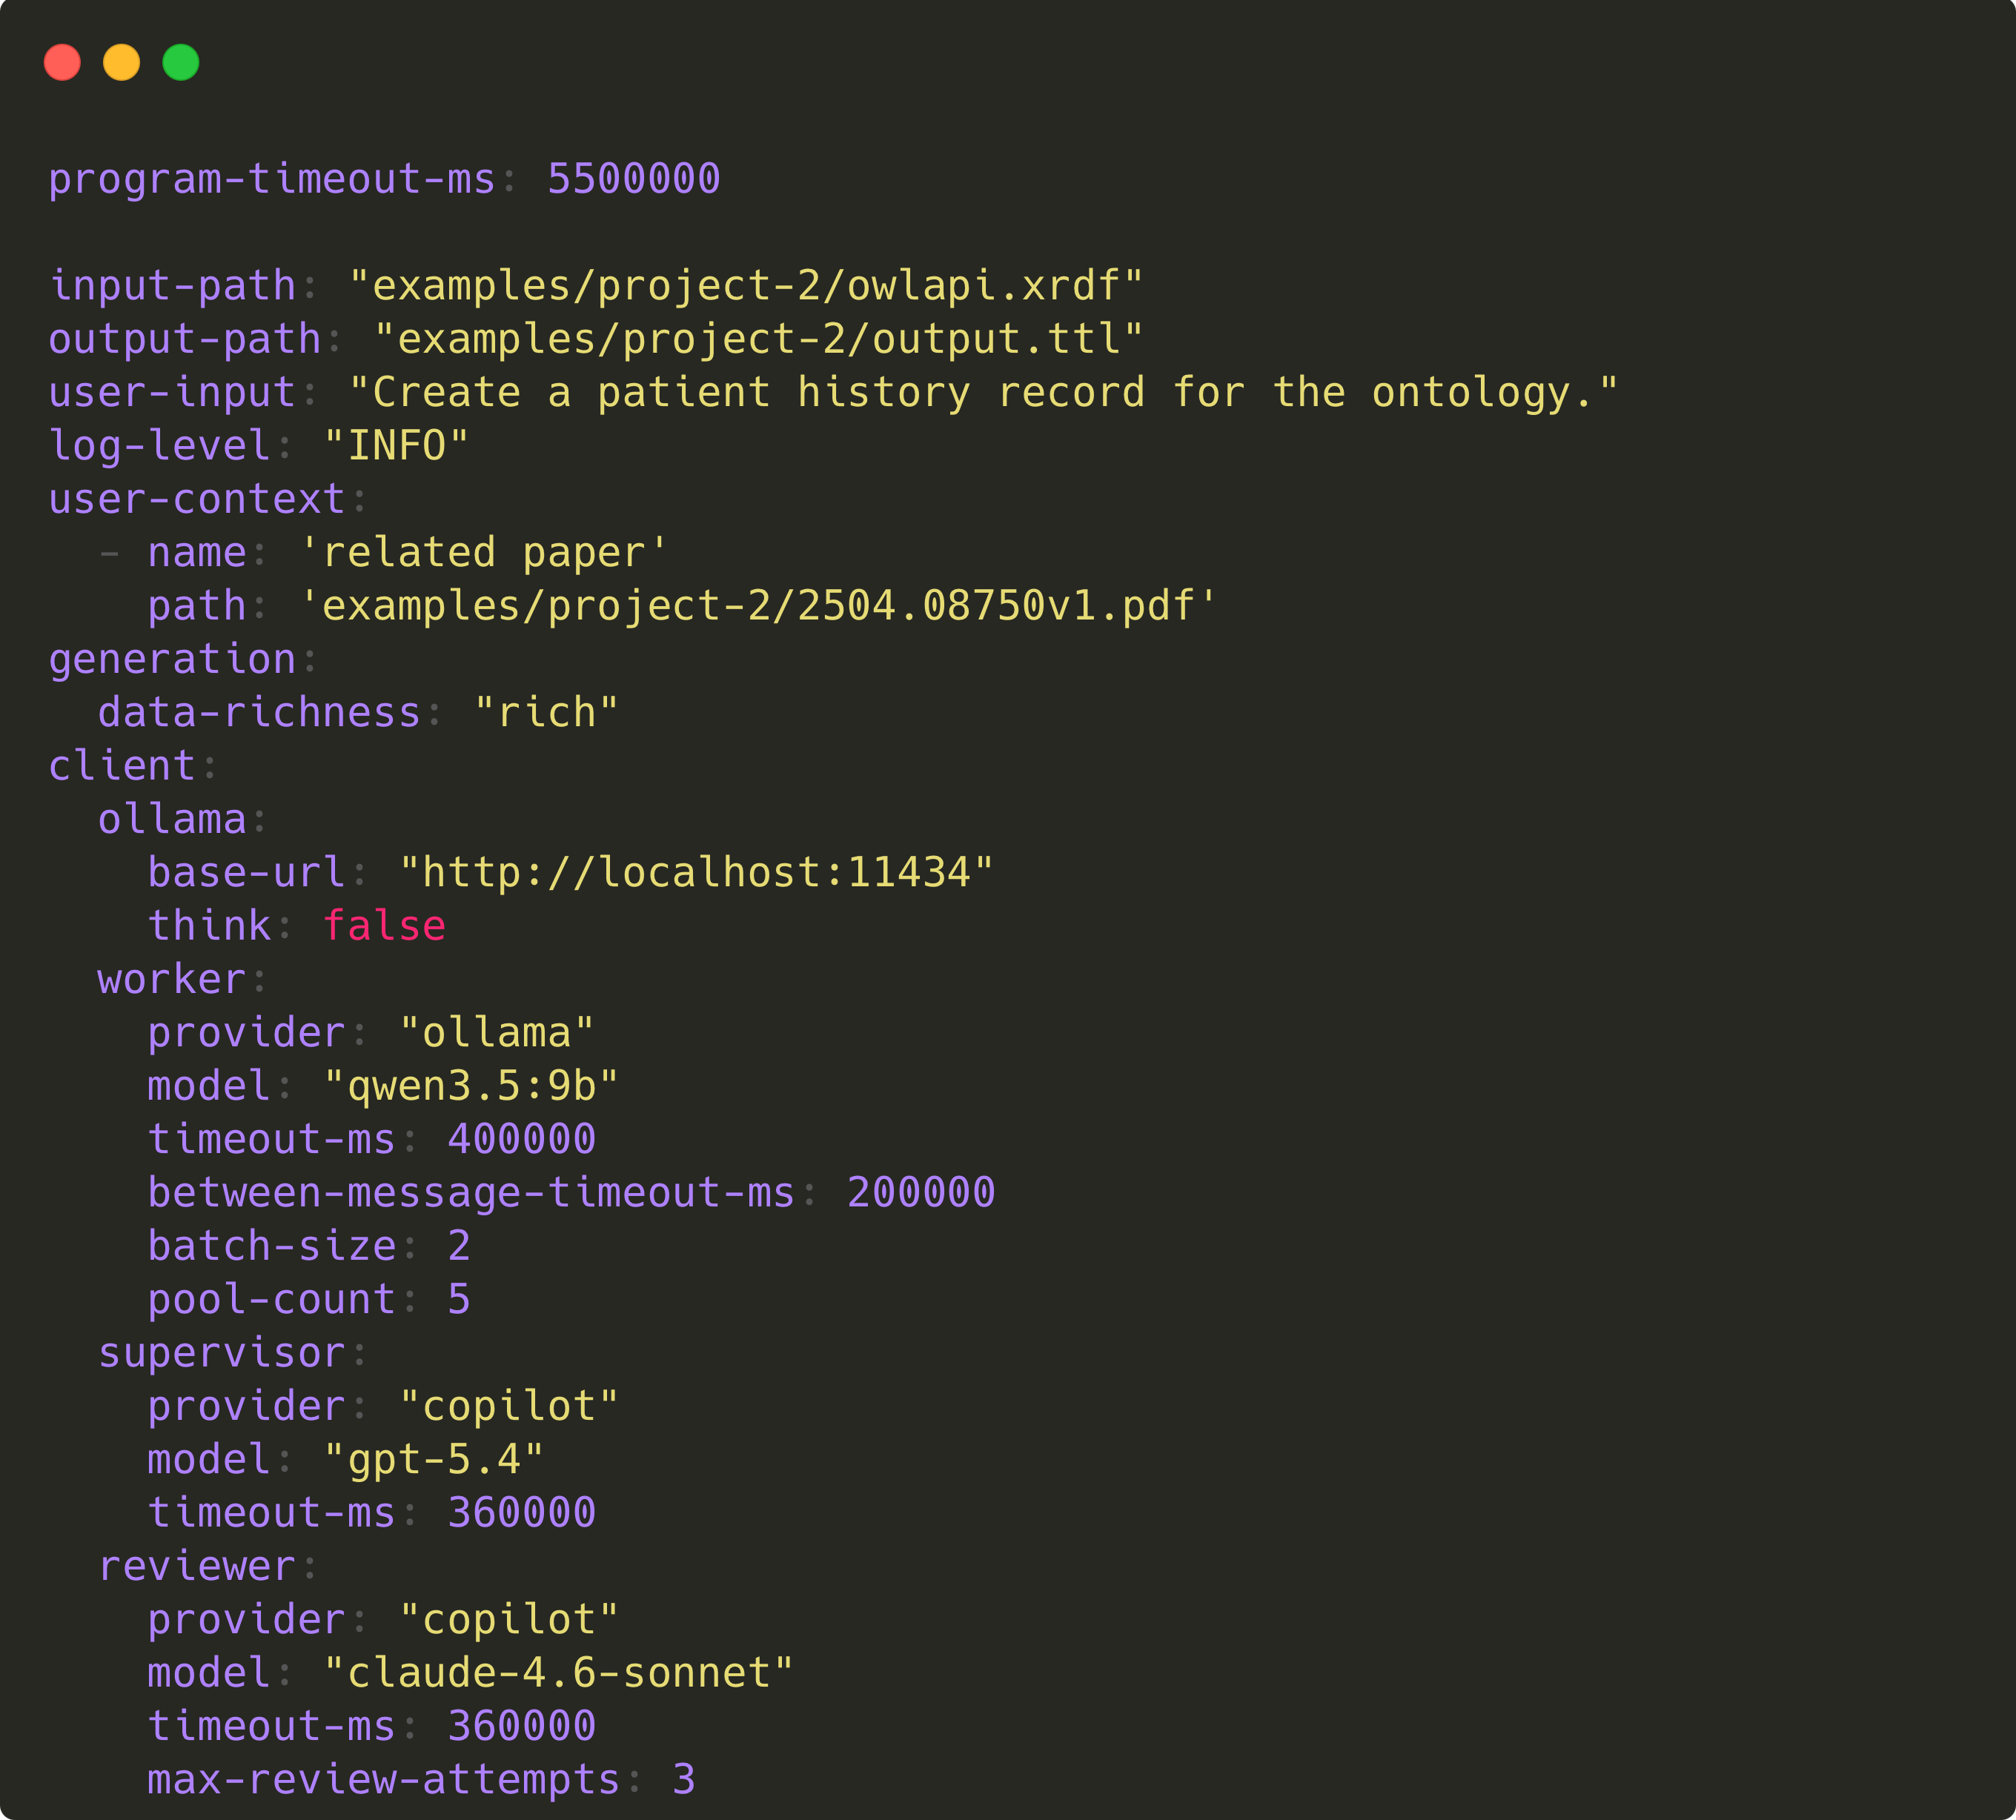 program-timeout-ms: 5500000

input-path: "examples/project-2/owlapi.xrdf"
output-path: "examples/project-2/output.ttl"
user-input: "Create a patient history record for the ontology."
log-level: "INFO"
user-context:
  - name: 'related paper'
    path: 'examples/project-2/2504.08750v1.pdf'
generation:
  data-richness: "rich"
client:
  ollama:
    base-url: "http://localhost:11434"
    think: false
  worker:
    provider: "ollama"
    model: "qwen3.5:9b"
    timeout-ms: 400000
    between-message-timeout-ms: 200000
    batch-size: 2
    pool-count: 5
  supervisor:
    provider: "copilot"
    model: "gpt-5.4"
    timeout-ms: 360000
  reviewer:
    provider: "copilot"
    model: "claude-4.6-sonnet"
    timeout-ms: 360000
    max-review-attempts: 3